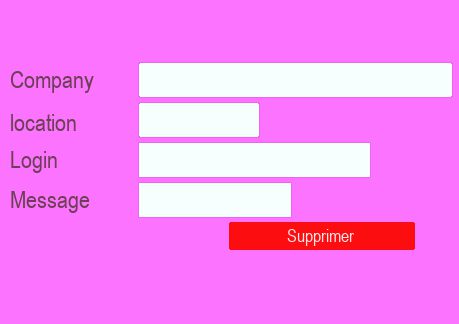 Company
location
Login
Message
Supprimer